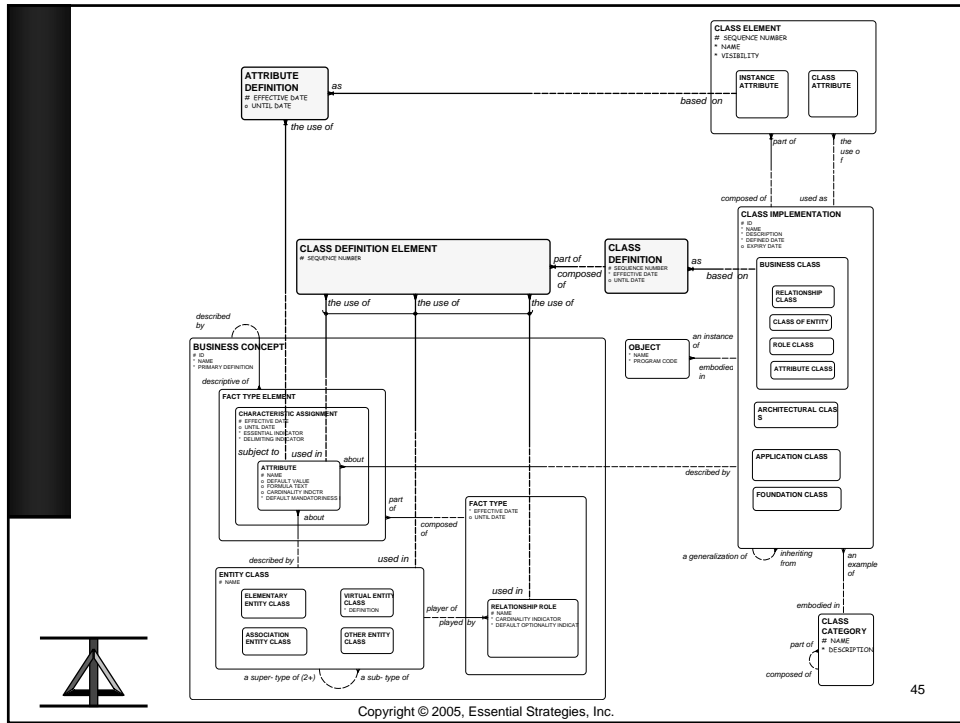 CLASS ELEMENT
# SEQUENCE NUMBER
* NAME
* VISIBILITY
INSTANCE
ATTRIBUTE
CLASS
ATTRIBUTE
ATTRIBUTE
DEFINITION
# EFFECTIVE DATE
o UNTIL DATE
as
based on
the use of
part of
the
use o
f
composed of
used as
CLASS IMPLEMENTATION
# ID
* NAME
* DESCRIPTION
* DEFINED DATE
o EXPIRY DATE
BUSINESS CLASS
RELATIONSHIP
CLASS
CLASS OF ENTITY
ROLE CLASS
ATTRIBUTE CLASS
ARCHITECTURAL CLAS
S
APPLICATION CLASS
FOUNDATION CLASS
CLASS DEFINITION ELEMENT
# SEQUENCE NUMBER
part of
composed
of
CLASS
DEFINITION
# SEQUENCE NUMBER
* EFFECTIVE DATE
o UNTIL DATE
as
based on
the use of
the use of
the use of
described
by
BUSINESS CONCEPT
# ID
* NAME
* PRIMARY DEFINITION
OBJECT
* NAME
* PROGRAM CODE
an instance
of
embodied
in
descriptive of
FACT TYPE ELEMENT
CHARACTERISTIC ASSIGNMENT
# EFFECTIVE DATE
o UNTIL DATE
* ESSENTIAL INDICATOR
* DELIMITING INDICATOR
subject to
used in
ATTRIBUTE
# NAME
o DEFAULT VALUE
o FORMULA TEXT
o CARDINALITY INDCTR
* DEFAULT MANDATORINESS I
about
described by
about
part
of
composed
of
FACT TYPE
* EFFECTIVE DATE
o UNTIL DATE
described by
used in
ENTITY CLASS
# NAME
ELEMENTARY
ENTITY CLASS
VIRTUAL ENTITY
CLASS
* DEFINITION
ASSOCIATION
ENTITY CLASS
OTHER ENTITY
CLASS
used in
player of
played by
RELATIONSHIP ROLE
# NAME
* CARDINALITY INDICATOR
* DEFAULT OPTIONALITY INDICAT
a super- type of (2+)
a sub- type of
a generalization of
inheriting
from
an
example
of
embodied in
CLASS
CATEGORY
# NAME
* DESCRIPTION
part of
composed of
45
Copyright © 2005, Essential Strategies, Inc.